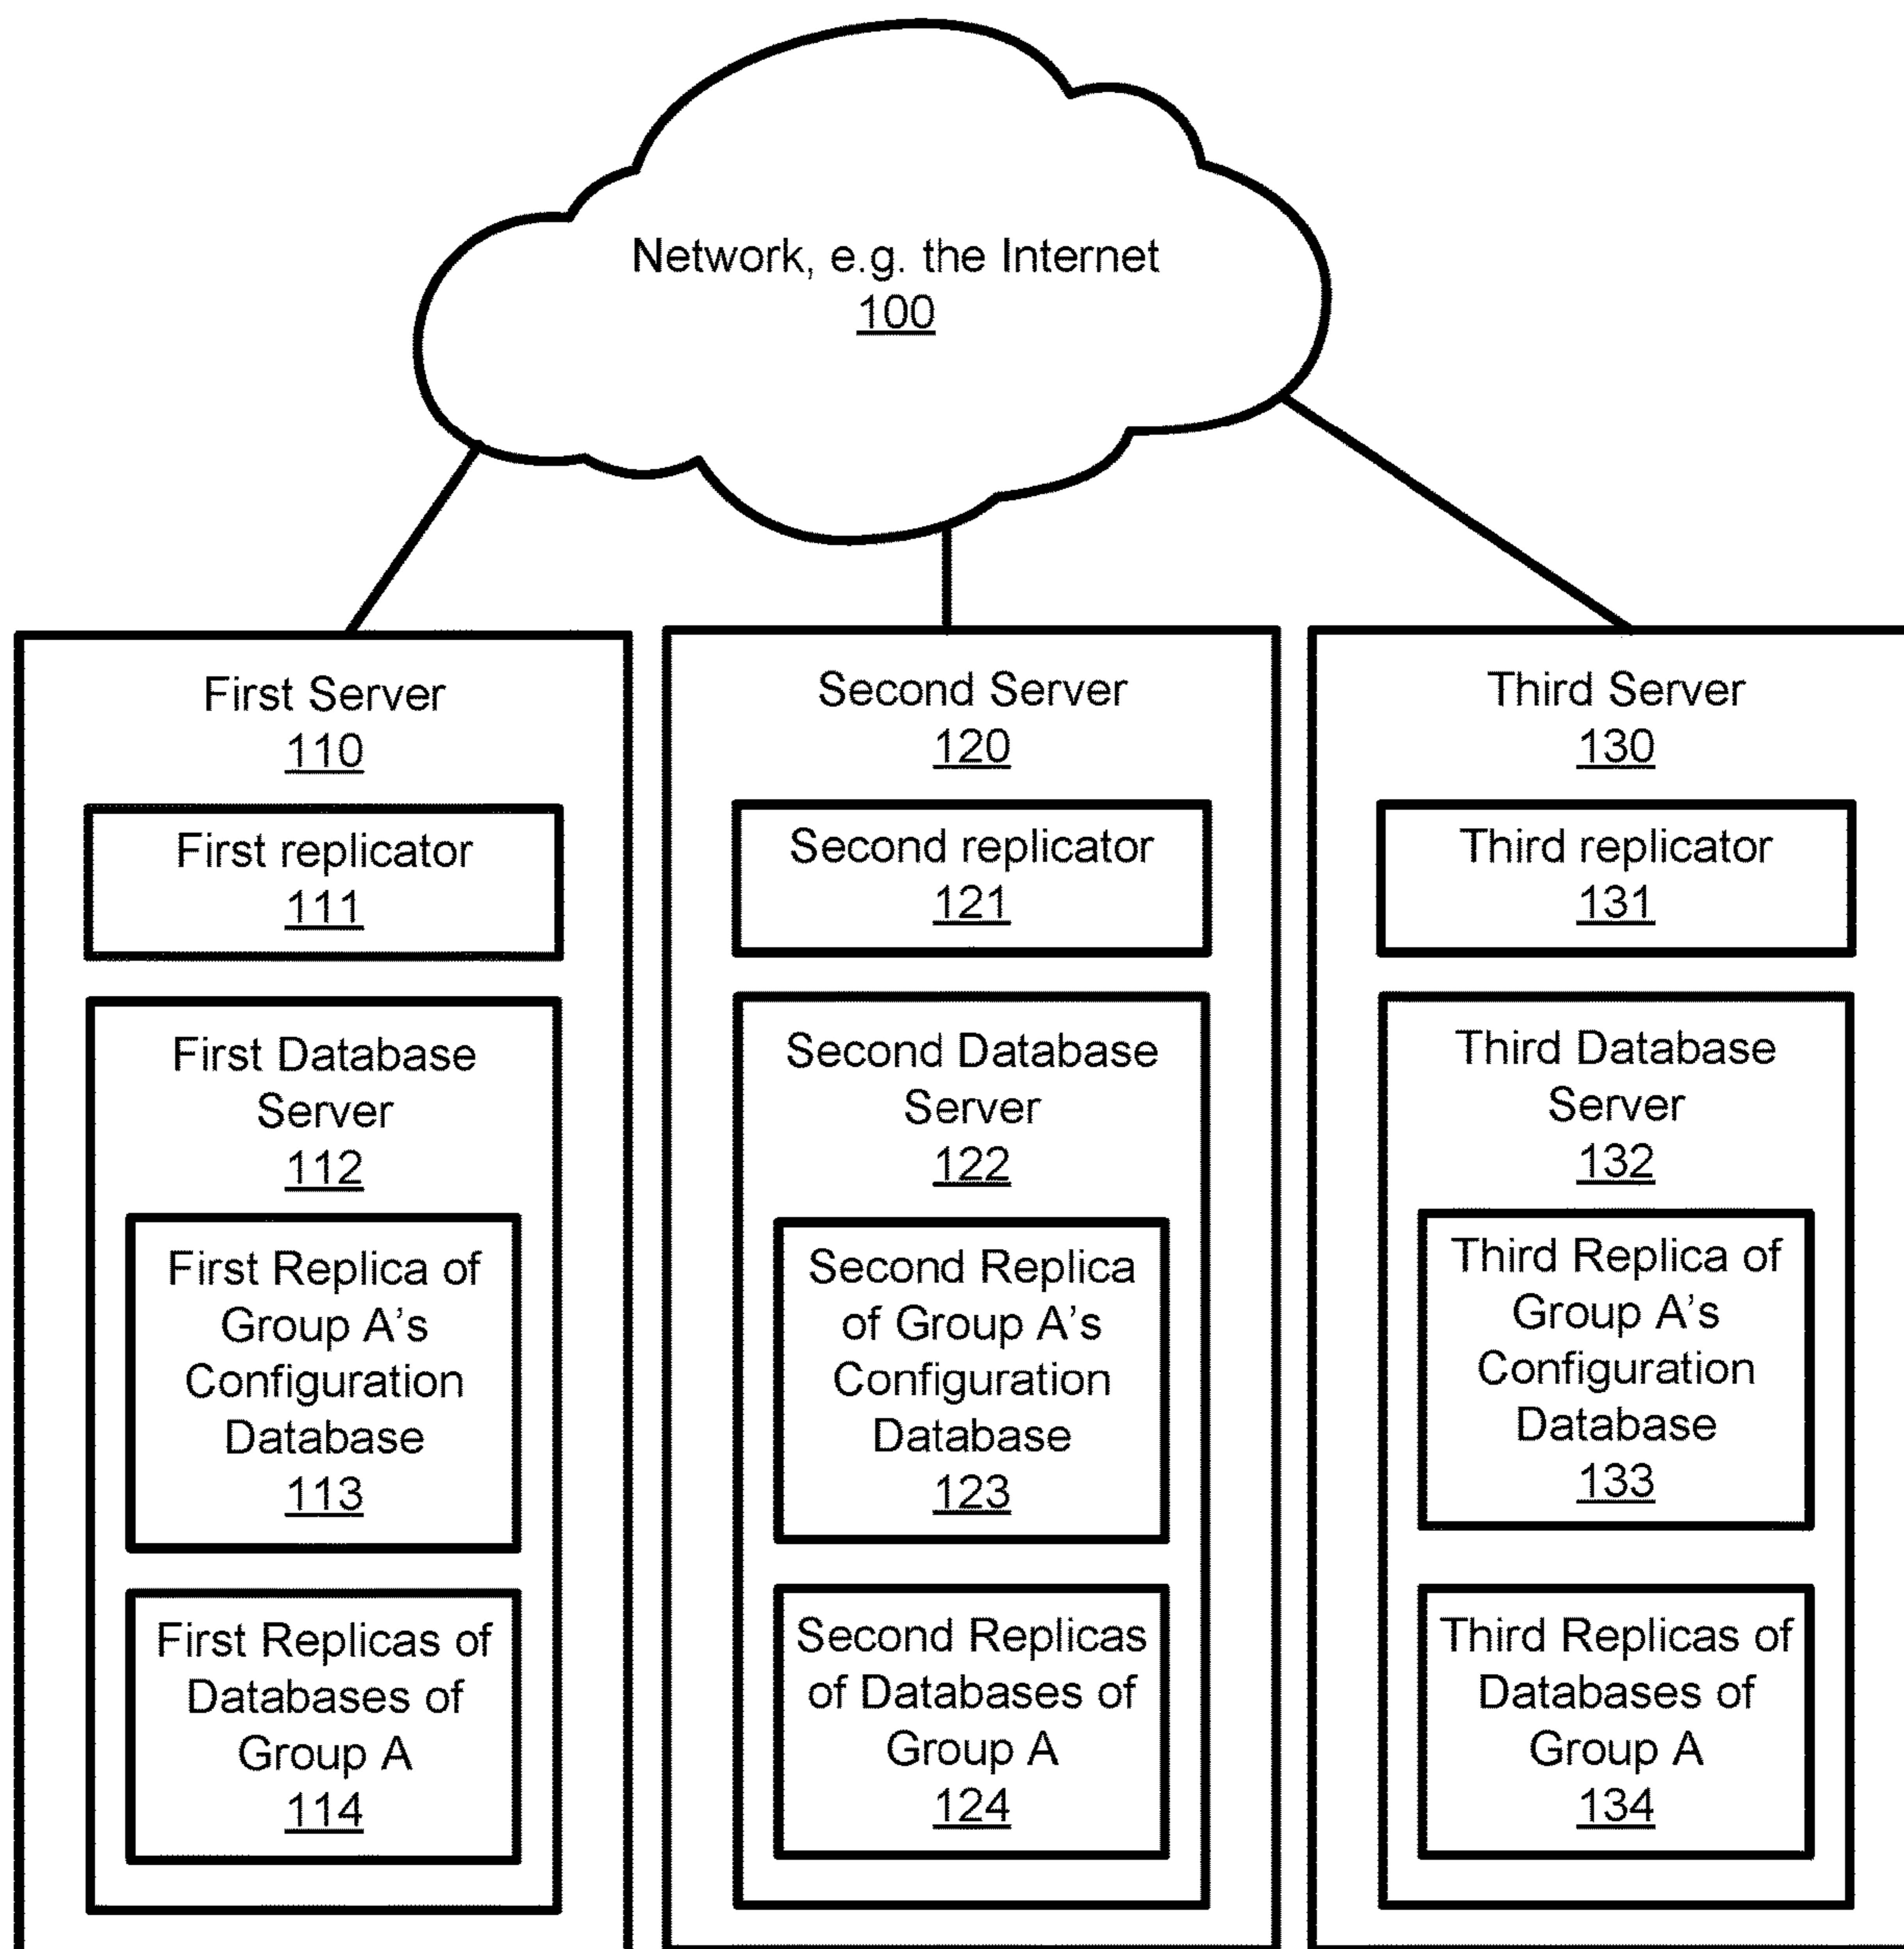 Network, e.g. the Internet
100
First Server
110
First replicator
111
First Database
Server
112
First Replica of
Group A’s
Configuration
Database
113
First Replicas of
Databases of
Group A
114
Second Server
120
Second replicator
121
Second Database
Server
122
Second Replica
of Group A’s
Configuration
Database
123
Second Replicas
of Databases of
Group A
124
Third Server
130
Third replicator
131
Third Database
Server
132
Third Replica of
Group A’s
Configuration
Database
133
Third Replicas of
Databases of
Group A
134